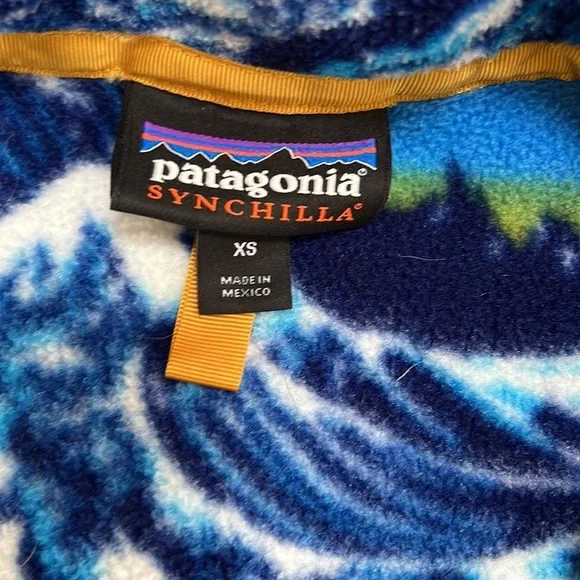 patagonia®
SYNCHILLA®
XS
MADE IN
MEXICO